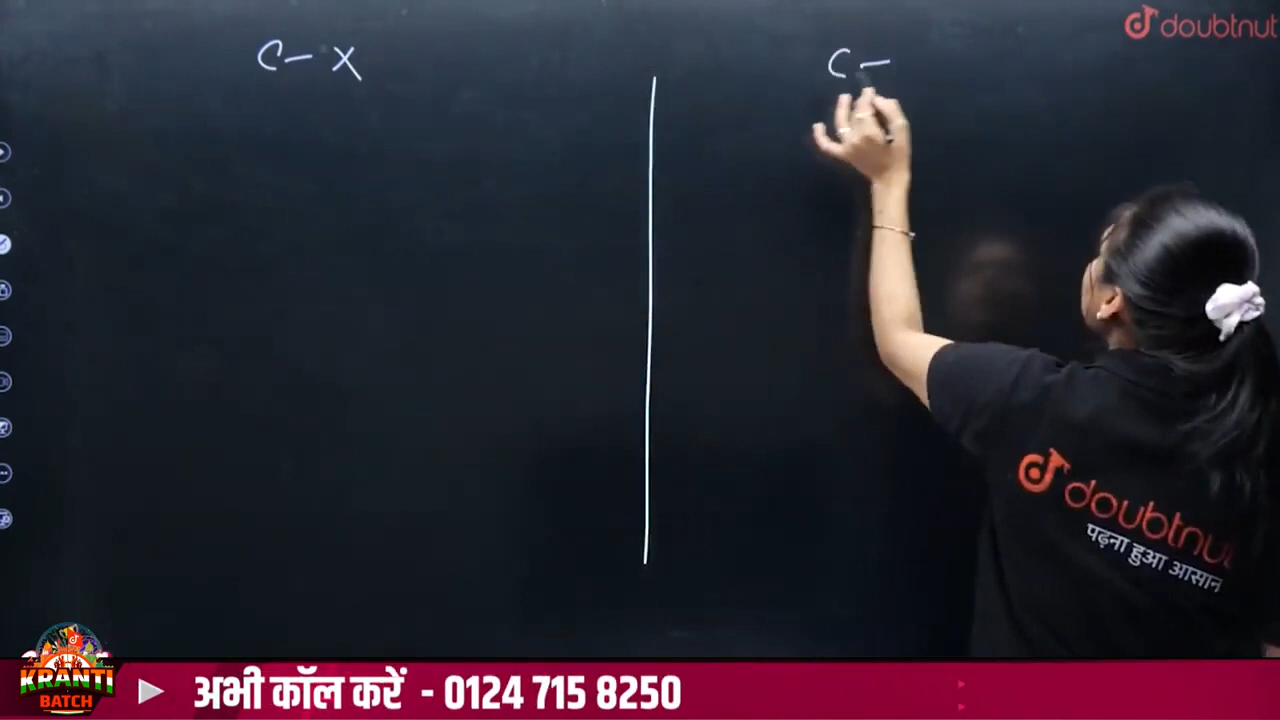 C - X
C -
doubtnut
doubtnut
पढ़ना हुआ आसान
KRANTI
BATCH
अभी कॉल करें - 0124 715 8250